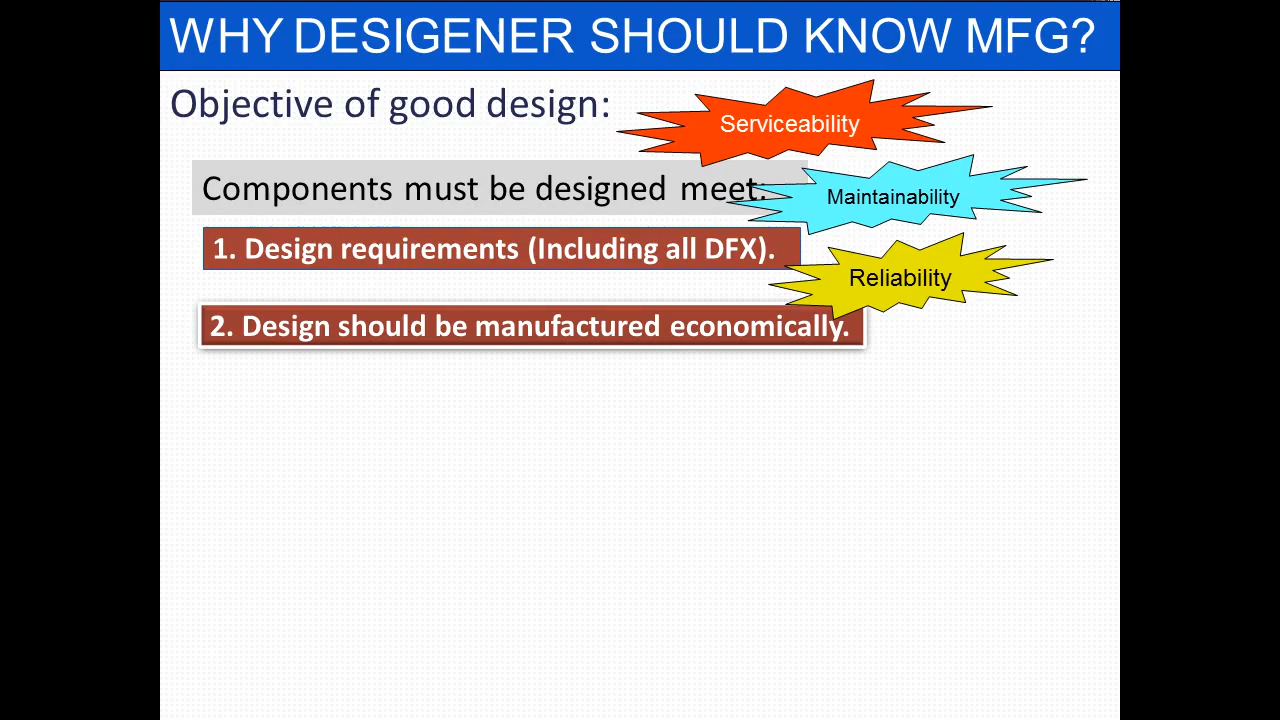 WHY DESIGENER SHOULD KNOW MFG?
Objective of good design:
Serviceability
Components must be designed meet:
Maintainability
1. Design requirements (Including all DFX).
Reliability
2. Design should be manufactured economically.